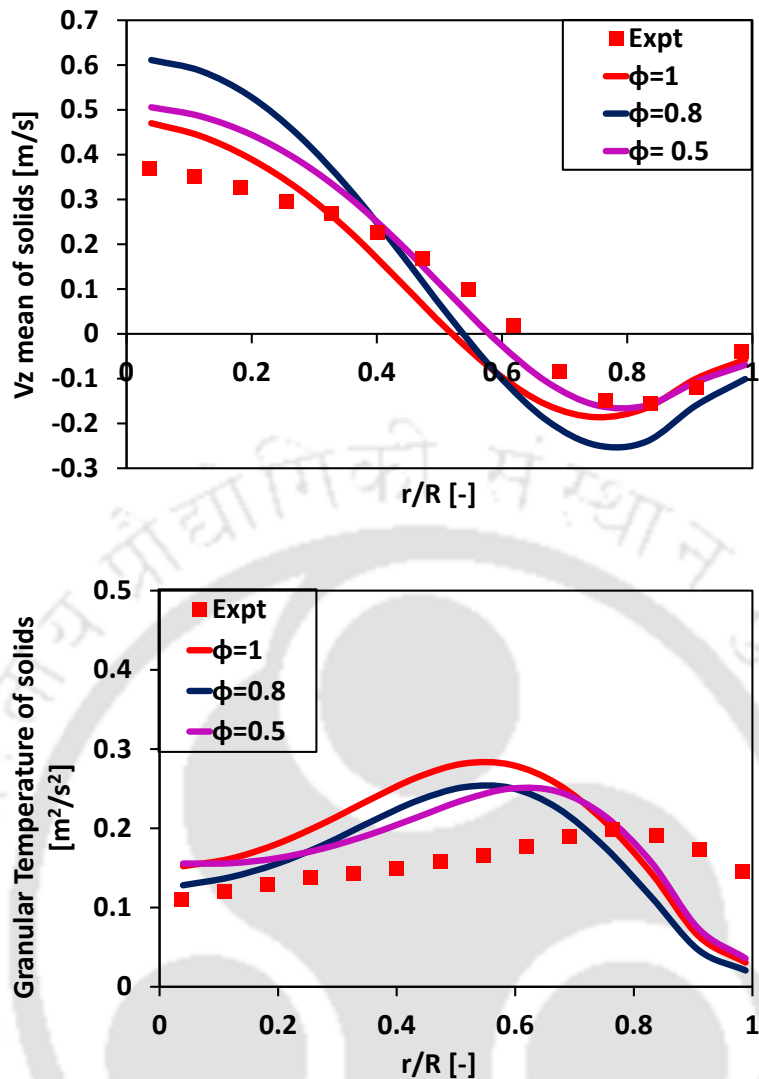 0.7
0.6
0.5
0.4
0.3
0.2
0.1
0
-0.1
-0.2
-0.3
Vz mean of solids [m/s]
Expt
ϕ=1
ϕ=0.8
ϕ= 0.5
0 0.2 0.4 0.6 0.8 1
r/R [-]
0.5
0.4
0.3
0.2
0.1
0
Granular Temperature of solids
[m²/s²]
Expt
ϕ=1
ϕ=0.8
ϕ=0.5
0 0.2 0.4 0.6 0.8 1
r/R [-]